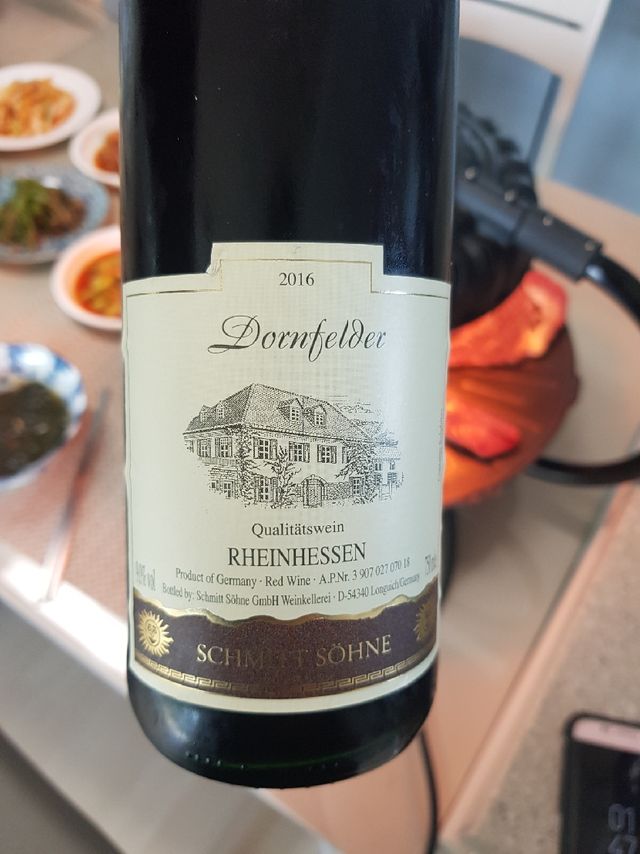 2016
Dornfelder
Qualitätswein
RHEINHESSEN
Product of Germany · Red Wine · A.P.Nr. 3 907 027 070 18
Bottled by: Schmitt Söhne GmbH Weinkellerei · D-54340 Longuich/Germany
SCHMITT SÖHNE